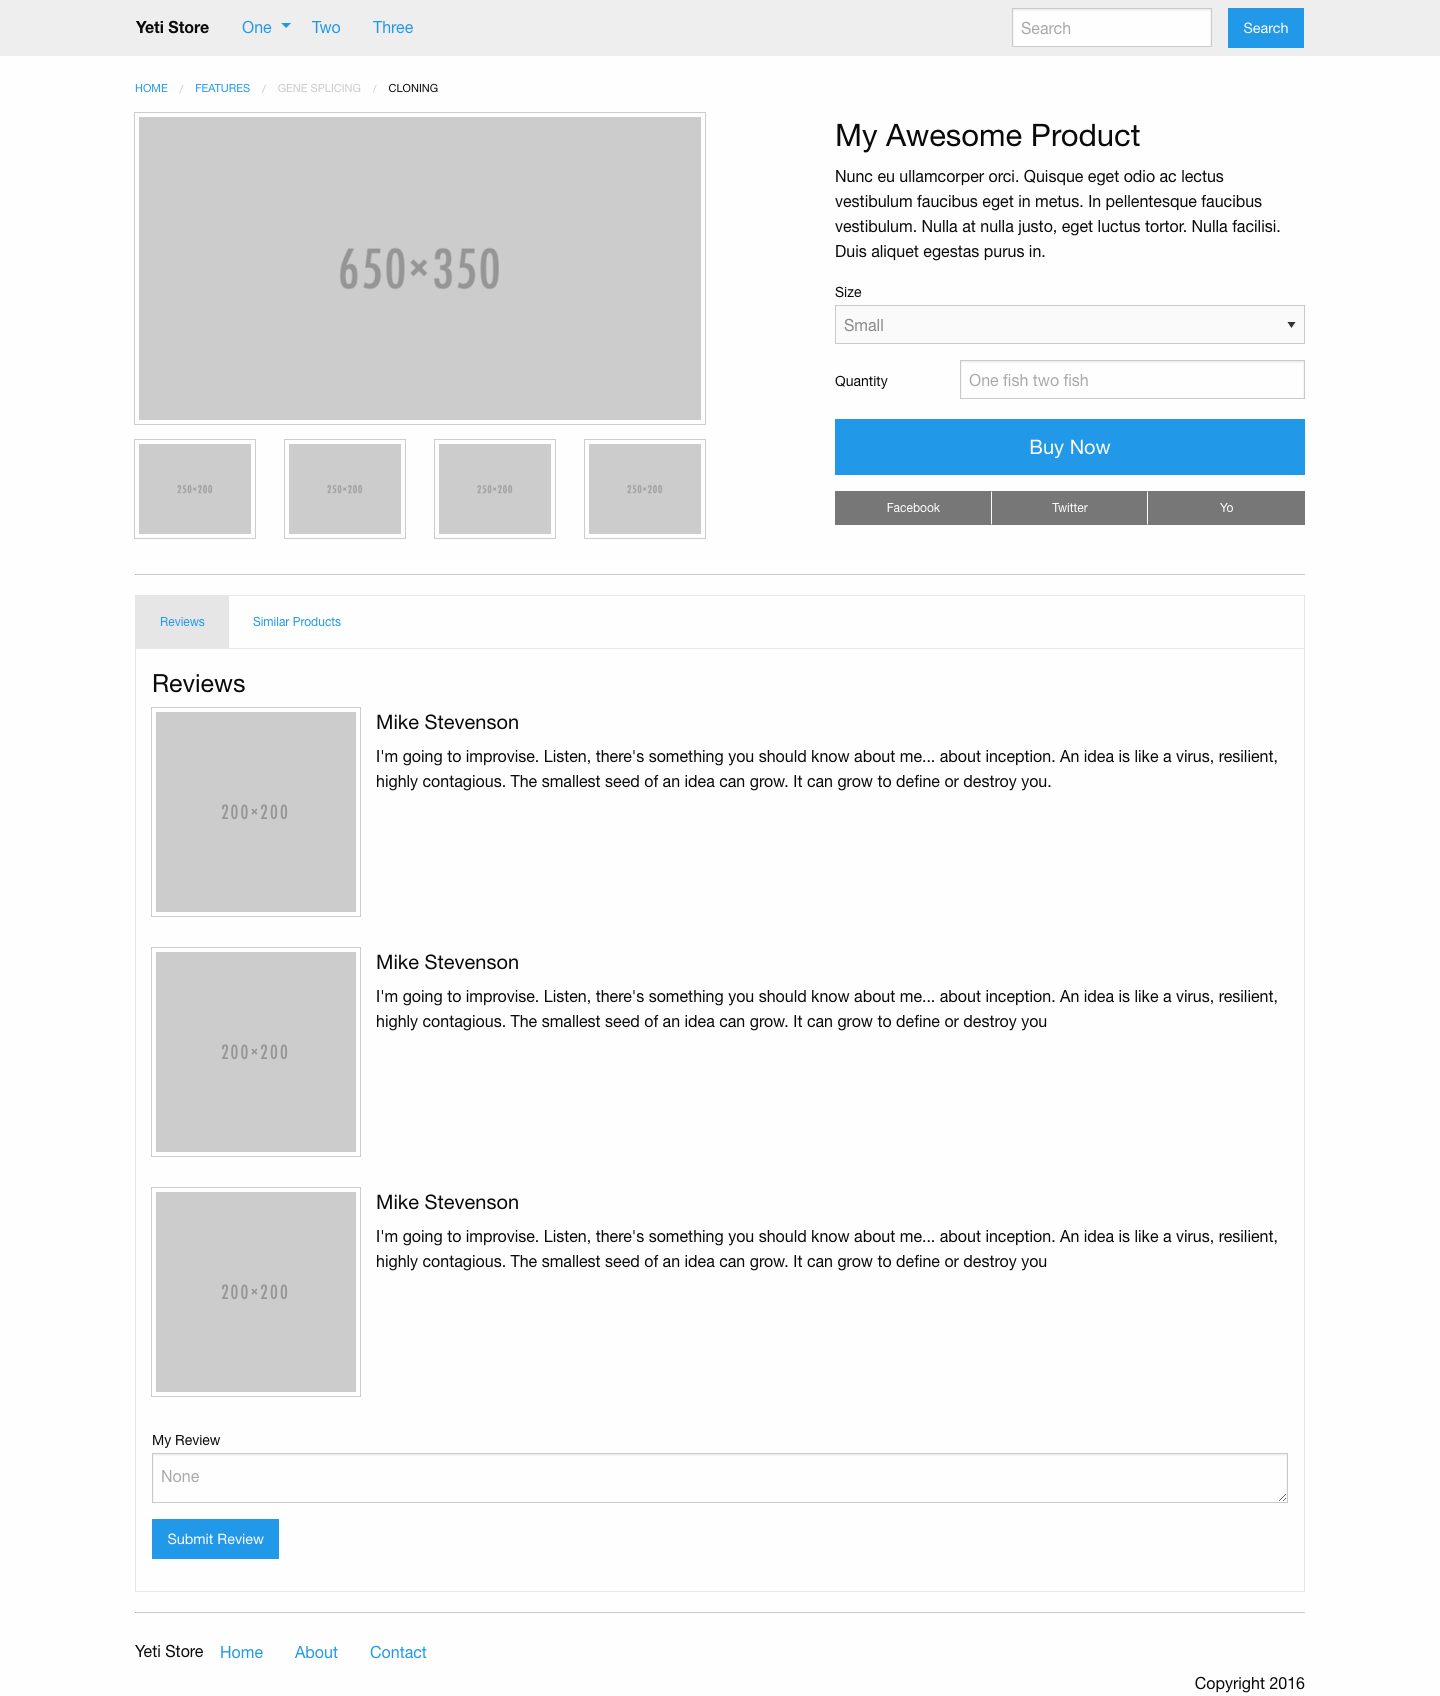 Yeti Store One Two Three Search Search
HOME / FEATURES / GENE SPLICING / CLONING
650×350
250×200 250×200 250×200 250×200
My Awesome Product
Nunc eu ullamcorper orci. Quisque eget odio ac lectus
vestibulum faucibus eget in metus. In pellentesque faucibus
vestibulum. Nulla at nulla justo, eget luctus tortor. Nulla facilisi.
Duis aliquet egestas purus in.
Size
Small
Quantity One fish two fish
Buy Now
Facebook Twitter Yo
Reviews Similar Products
Reviews
200×200
Mike Stevenson
I'm going to improvise. Listen, there's something you should know about me... about inception. An idea is like a virus, resilient,
highly contagious. The smallest seed of an idea can grow. It can grow to define or destroy you.
200×200
Mike Stevenson
I'm going to improvise. Listen, there's something you should know about me... about inception. An idea is like a virus, resilient,
highly contagious. The smallest seed of an idea can grow. It can grow to define or destroy you
200×200
Mike Stevenson
I'm going to improvise. Listen, there's something you should know about me... about inception. An idea is like a virus, resilient,
highly contagious. The smallest seed of an idea can grow. It can grow to define or destroy you
My Review
None
Submit Review
Yeti Store Home About Contact
Copyright 2016